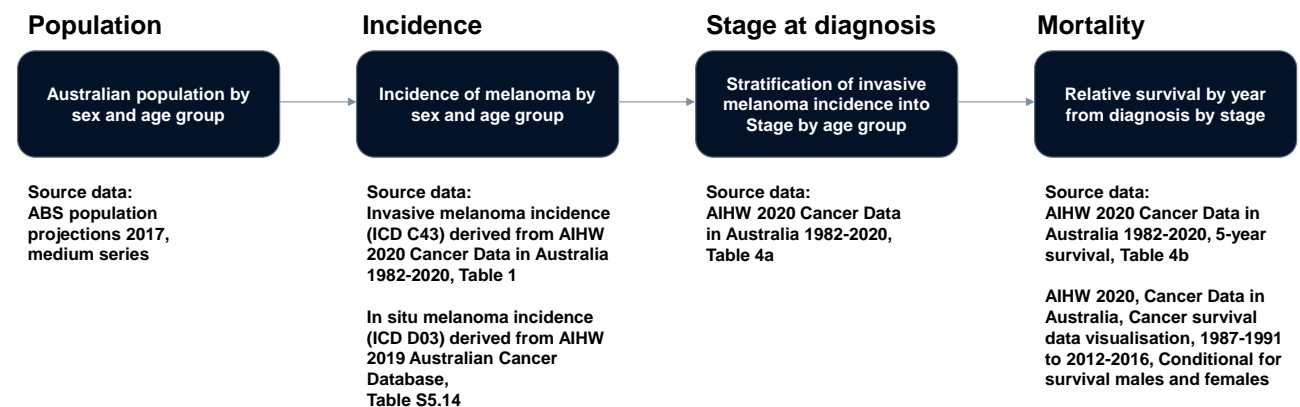 Population
Australian population by
sex and age group
Source data:
ABS population
projections 2017,
medium series
Incidence
Incidence of melanoma by
sex and age group
Source data:
Invasive melanoma incidence
(ICD C43) derived from AIHW
2020 Cancer Data in Australia
1982-2020, Table 1
In situ melanoma incidence
(ICD D03) derived from AIHW
2019 Australian Cancer
Database,
Table S5.14
Stage at diagnosis
Stratification of invasive
melanoma incidence into
Stage by age group
Source data:
AIHW 2020 Cancer Data
in Australia 1982-2020,
Table 4a
Mortality
Relative survival by year
from diagnosis by stage
Source data:
AIHW 2020 Cancer Data in
Australia 1982-2020, 5-year
survival, Table 4b
AIHW 2020, Cancer Data in
Australia, Cancer survival
data visualisation, 1987-1991
to 2012-2016, Conditional for
survival males and females